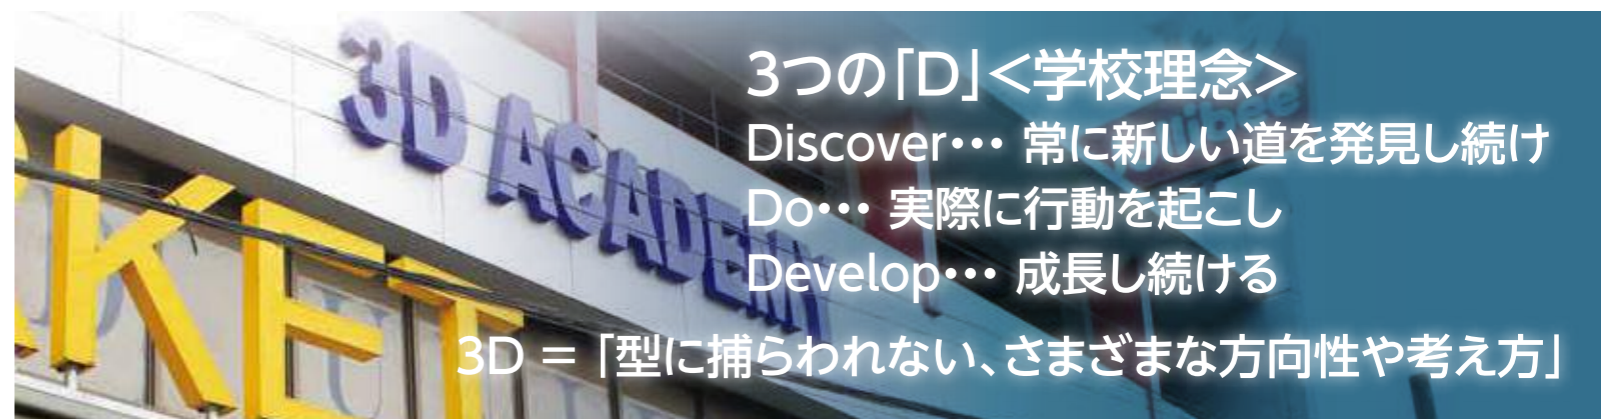 3つの「D」<学校理念>
Discover••• 常に新しい道を発見し続け
Do••• 実際に行動を起こし
Develop••• 成長し続ける
3D = 「型に捕らわれない、さまざまな方向性や考え方」
3D ACADEMY
KET